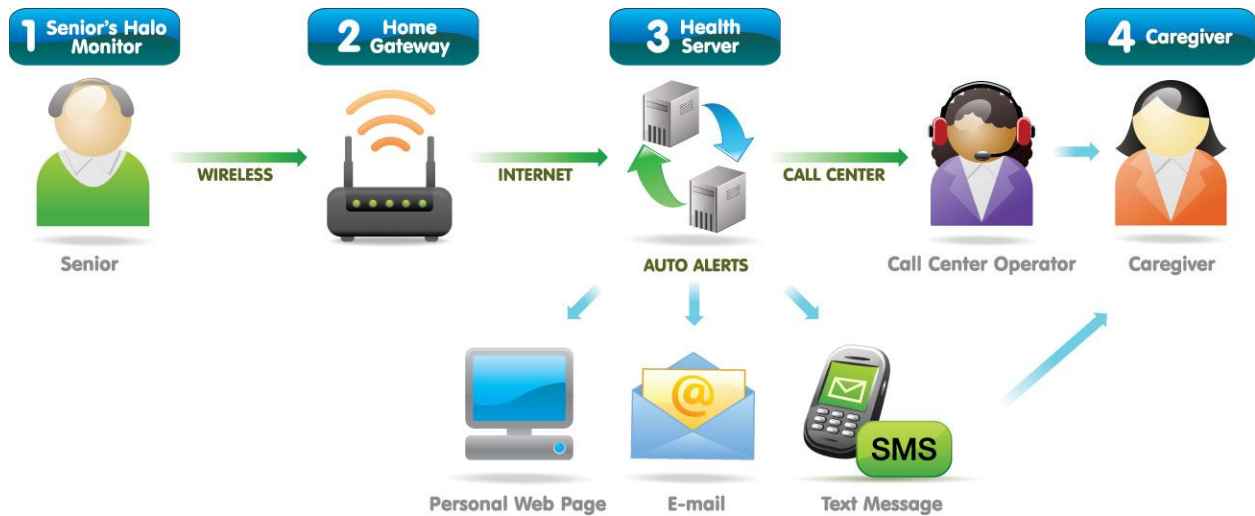 1 Senior's Halo
Monitor
2 Home
Gateway
3 Health
Server
4 Caregiver
WIRELESS
INTERNET
CALL CENTER
Senior
AUTO ALERTS
Call Center Operator
Caregiver
@
SMS
Personal Web Page
E-mail
Text Message